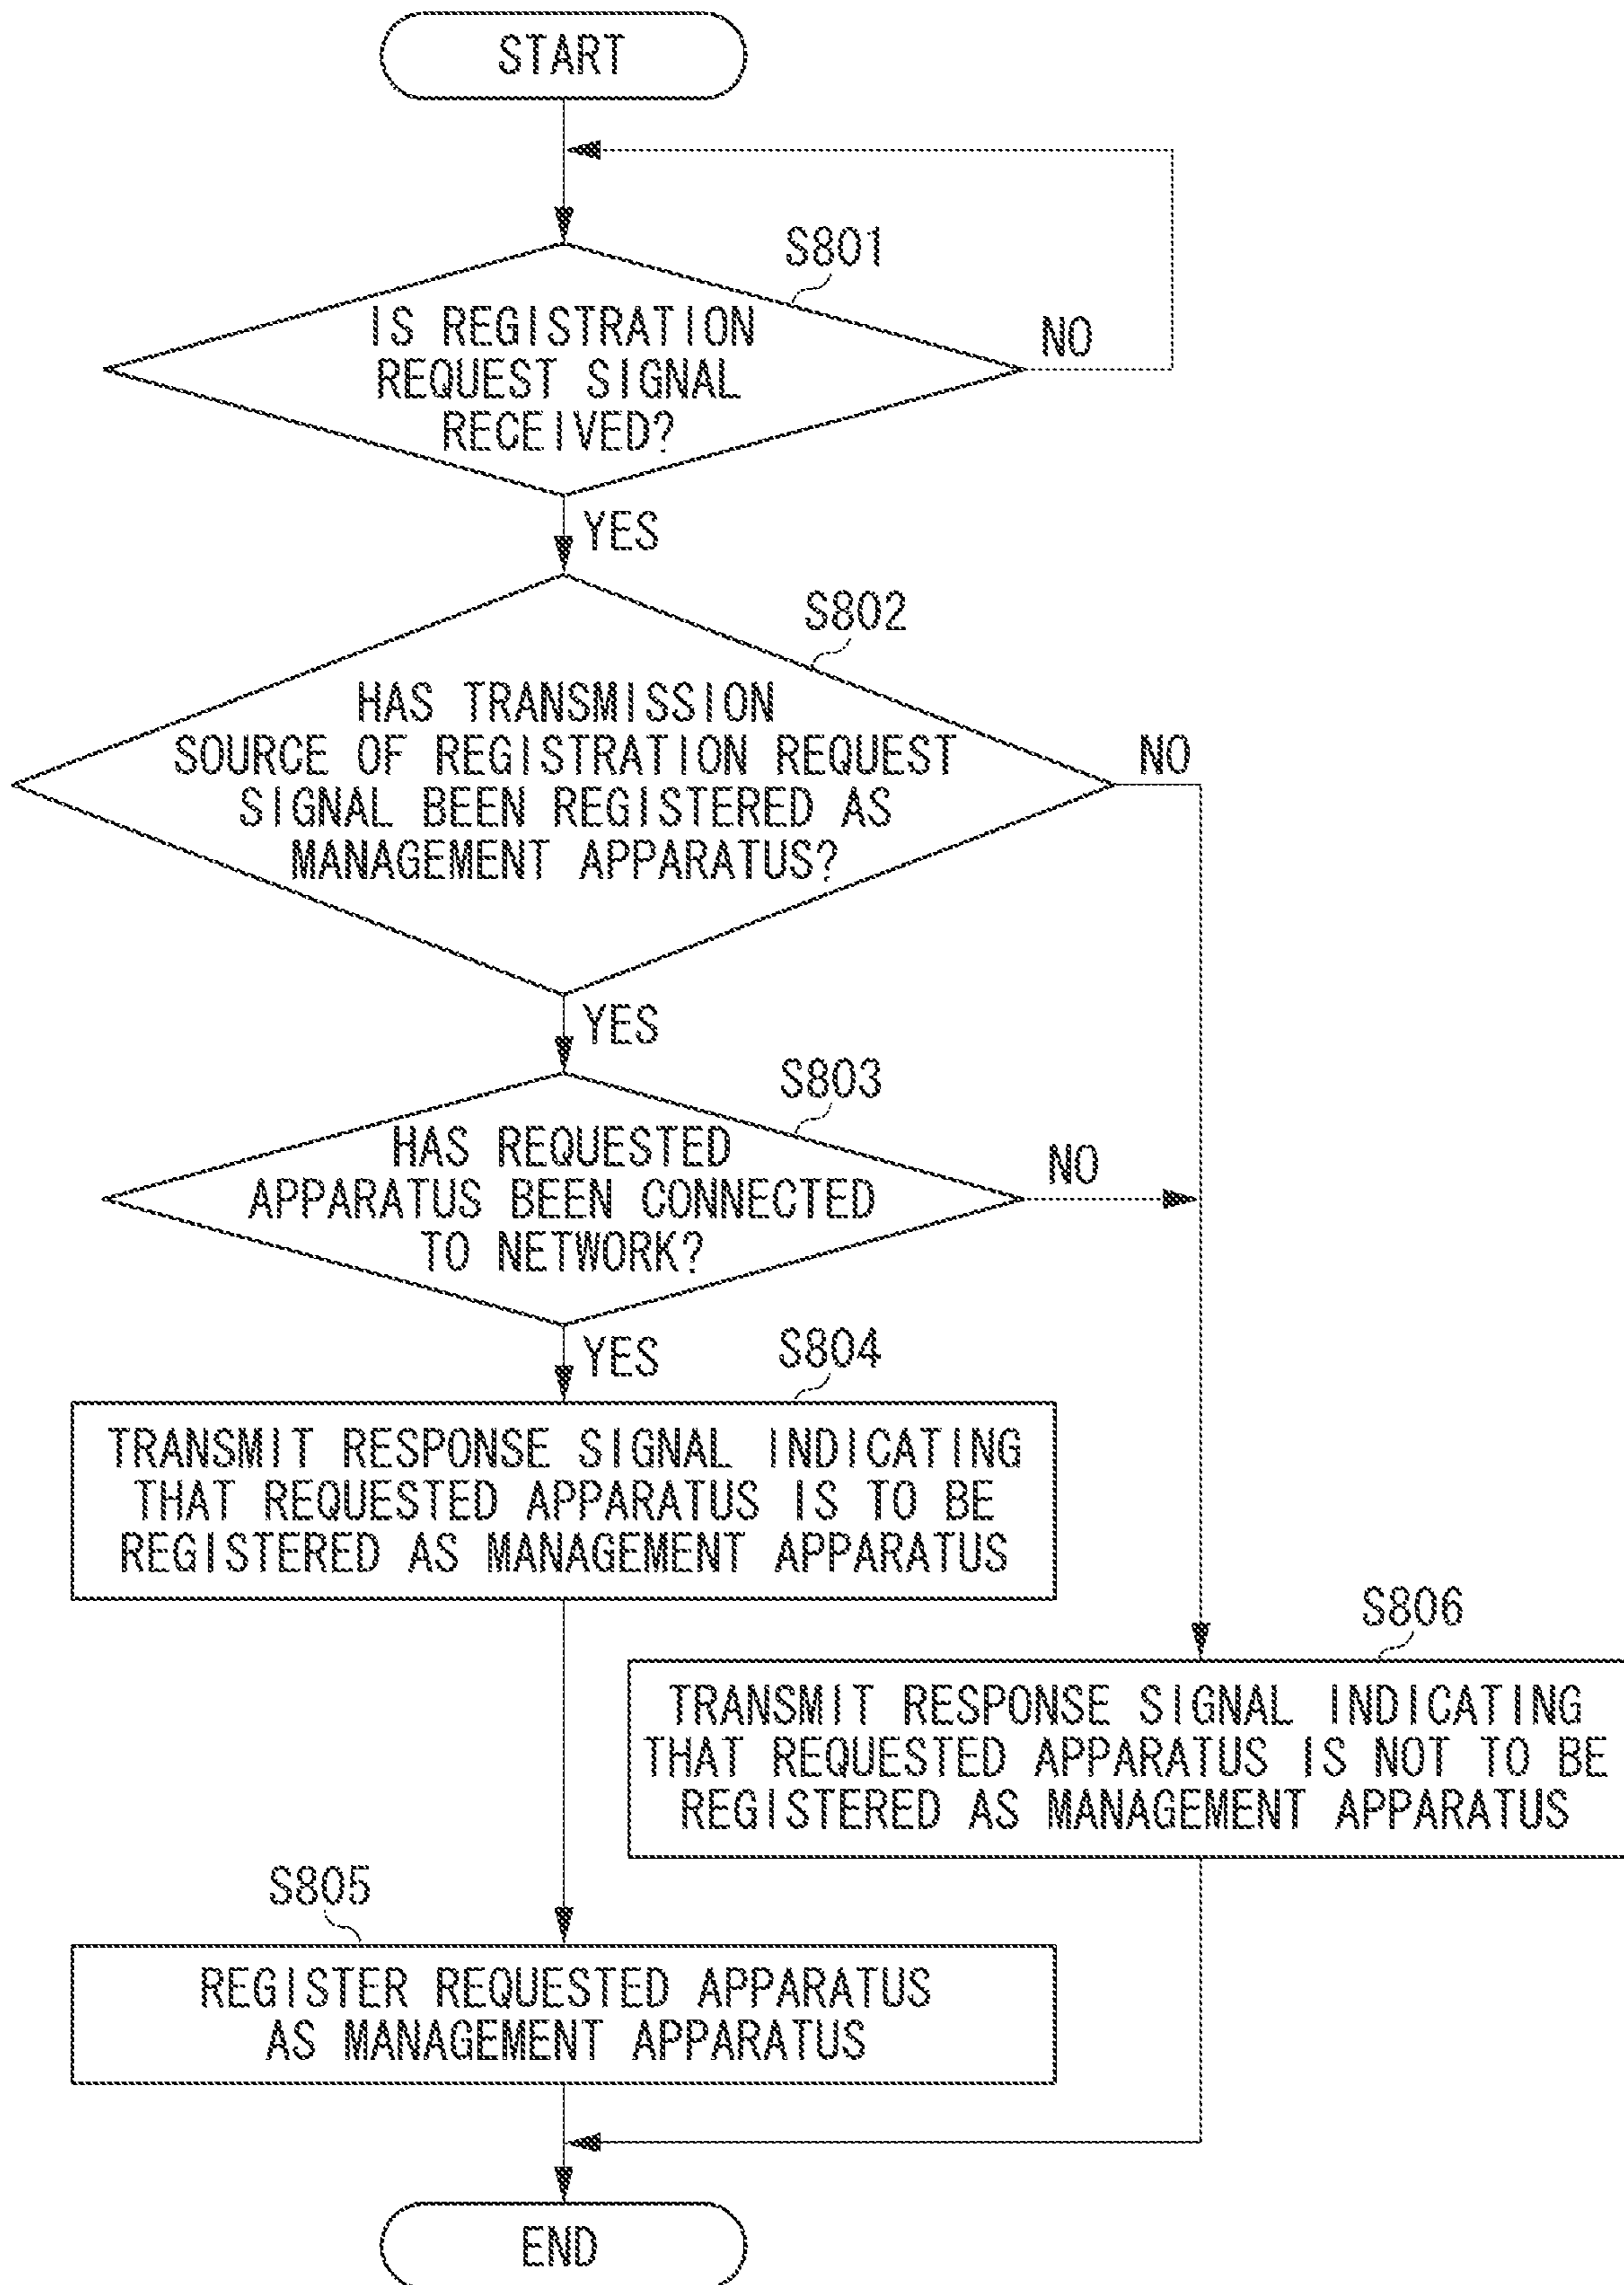 START
S801
IS REGISTRATION
REQUEST SIGNAL
RECEIVED?
NO
YES
S802
HAS TRANSMISSION
SOURCE OF REGISTRATION REQUEST
SIGNAL BEEN REGISTERED AS
MANAGEMENT APPARATUS?
NO
YES
S803
HAS REQUESTED
APPARATUS BEEN CONNECTED
TO NETWORK?
NO
YES
S804
TRANSMIT RESPONSE SIGNAL INDICATING
THAT REQUESTED APPARATUS IS TO BE
REGISTERED AS MANAGEMENT APPARATUS
S806
TRANSMIT RESPONSE SIGNAL INDICATING
THAT REQUESTED APPARATUS IS NOT TO BE
REGISTERED AS MANAGEMENT APPARATUS
S805
REGISTER REQUESTED APPARATUS
AS MANAGEMENT APPARATUS
END